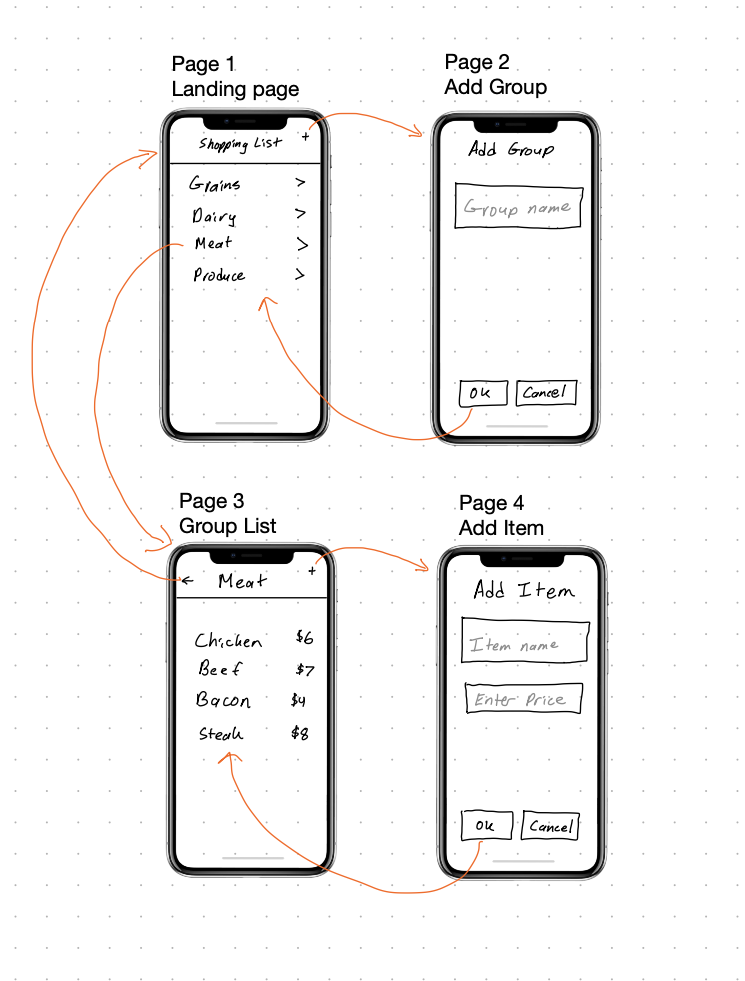 Page 1
Landing page
Shopping List +
Grains >
Dairy >
Meat >
Produce >
Page 2
Add Group
Add Group
Group name
OK Cancel
Page 3
Group List
← Meat +
Chicken $6
Beef $7
Bacon $4
Steak $8
Page 4
Add Item
Add Item
Item name
Enter Price
OK Cancel